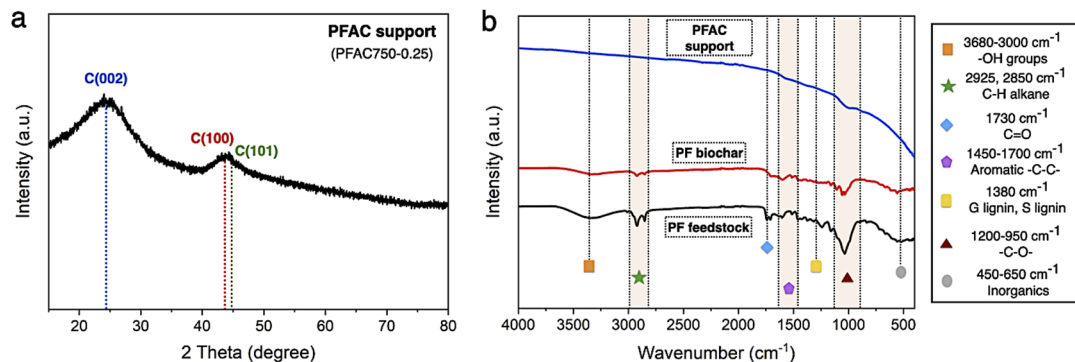 a
PFAC support
(PFAC750-0.25)
C(002)
C(100)
C(101)
Intensity (a.u.)
20 30 40 50 60 70 80
2 Theta (degree)
b
PFAC
support
PF biochar
PF feedstock
Intensity (a.u.)
4000 3500 3000 2500 2000 1500 1000 500
Wavenumber (cm⁻¹)
3680-3000 cm⁻¹
-OH groups
2925, 2850 cm⁻¹
C-H alkane
1730 cm⁻¹
C=O
1450-1700 cm⁻¹
Aromatic -C-C-
1380 cm⁻¹
G lignin, S lignin
1200-950 cm⁻¹
-C-O-
450-650 cm⁻¹
Inorganics